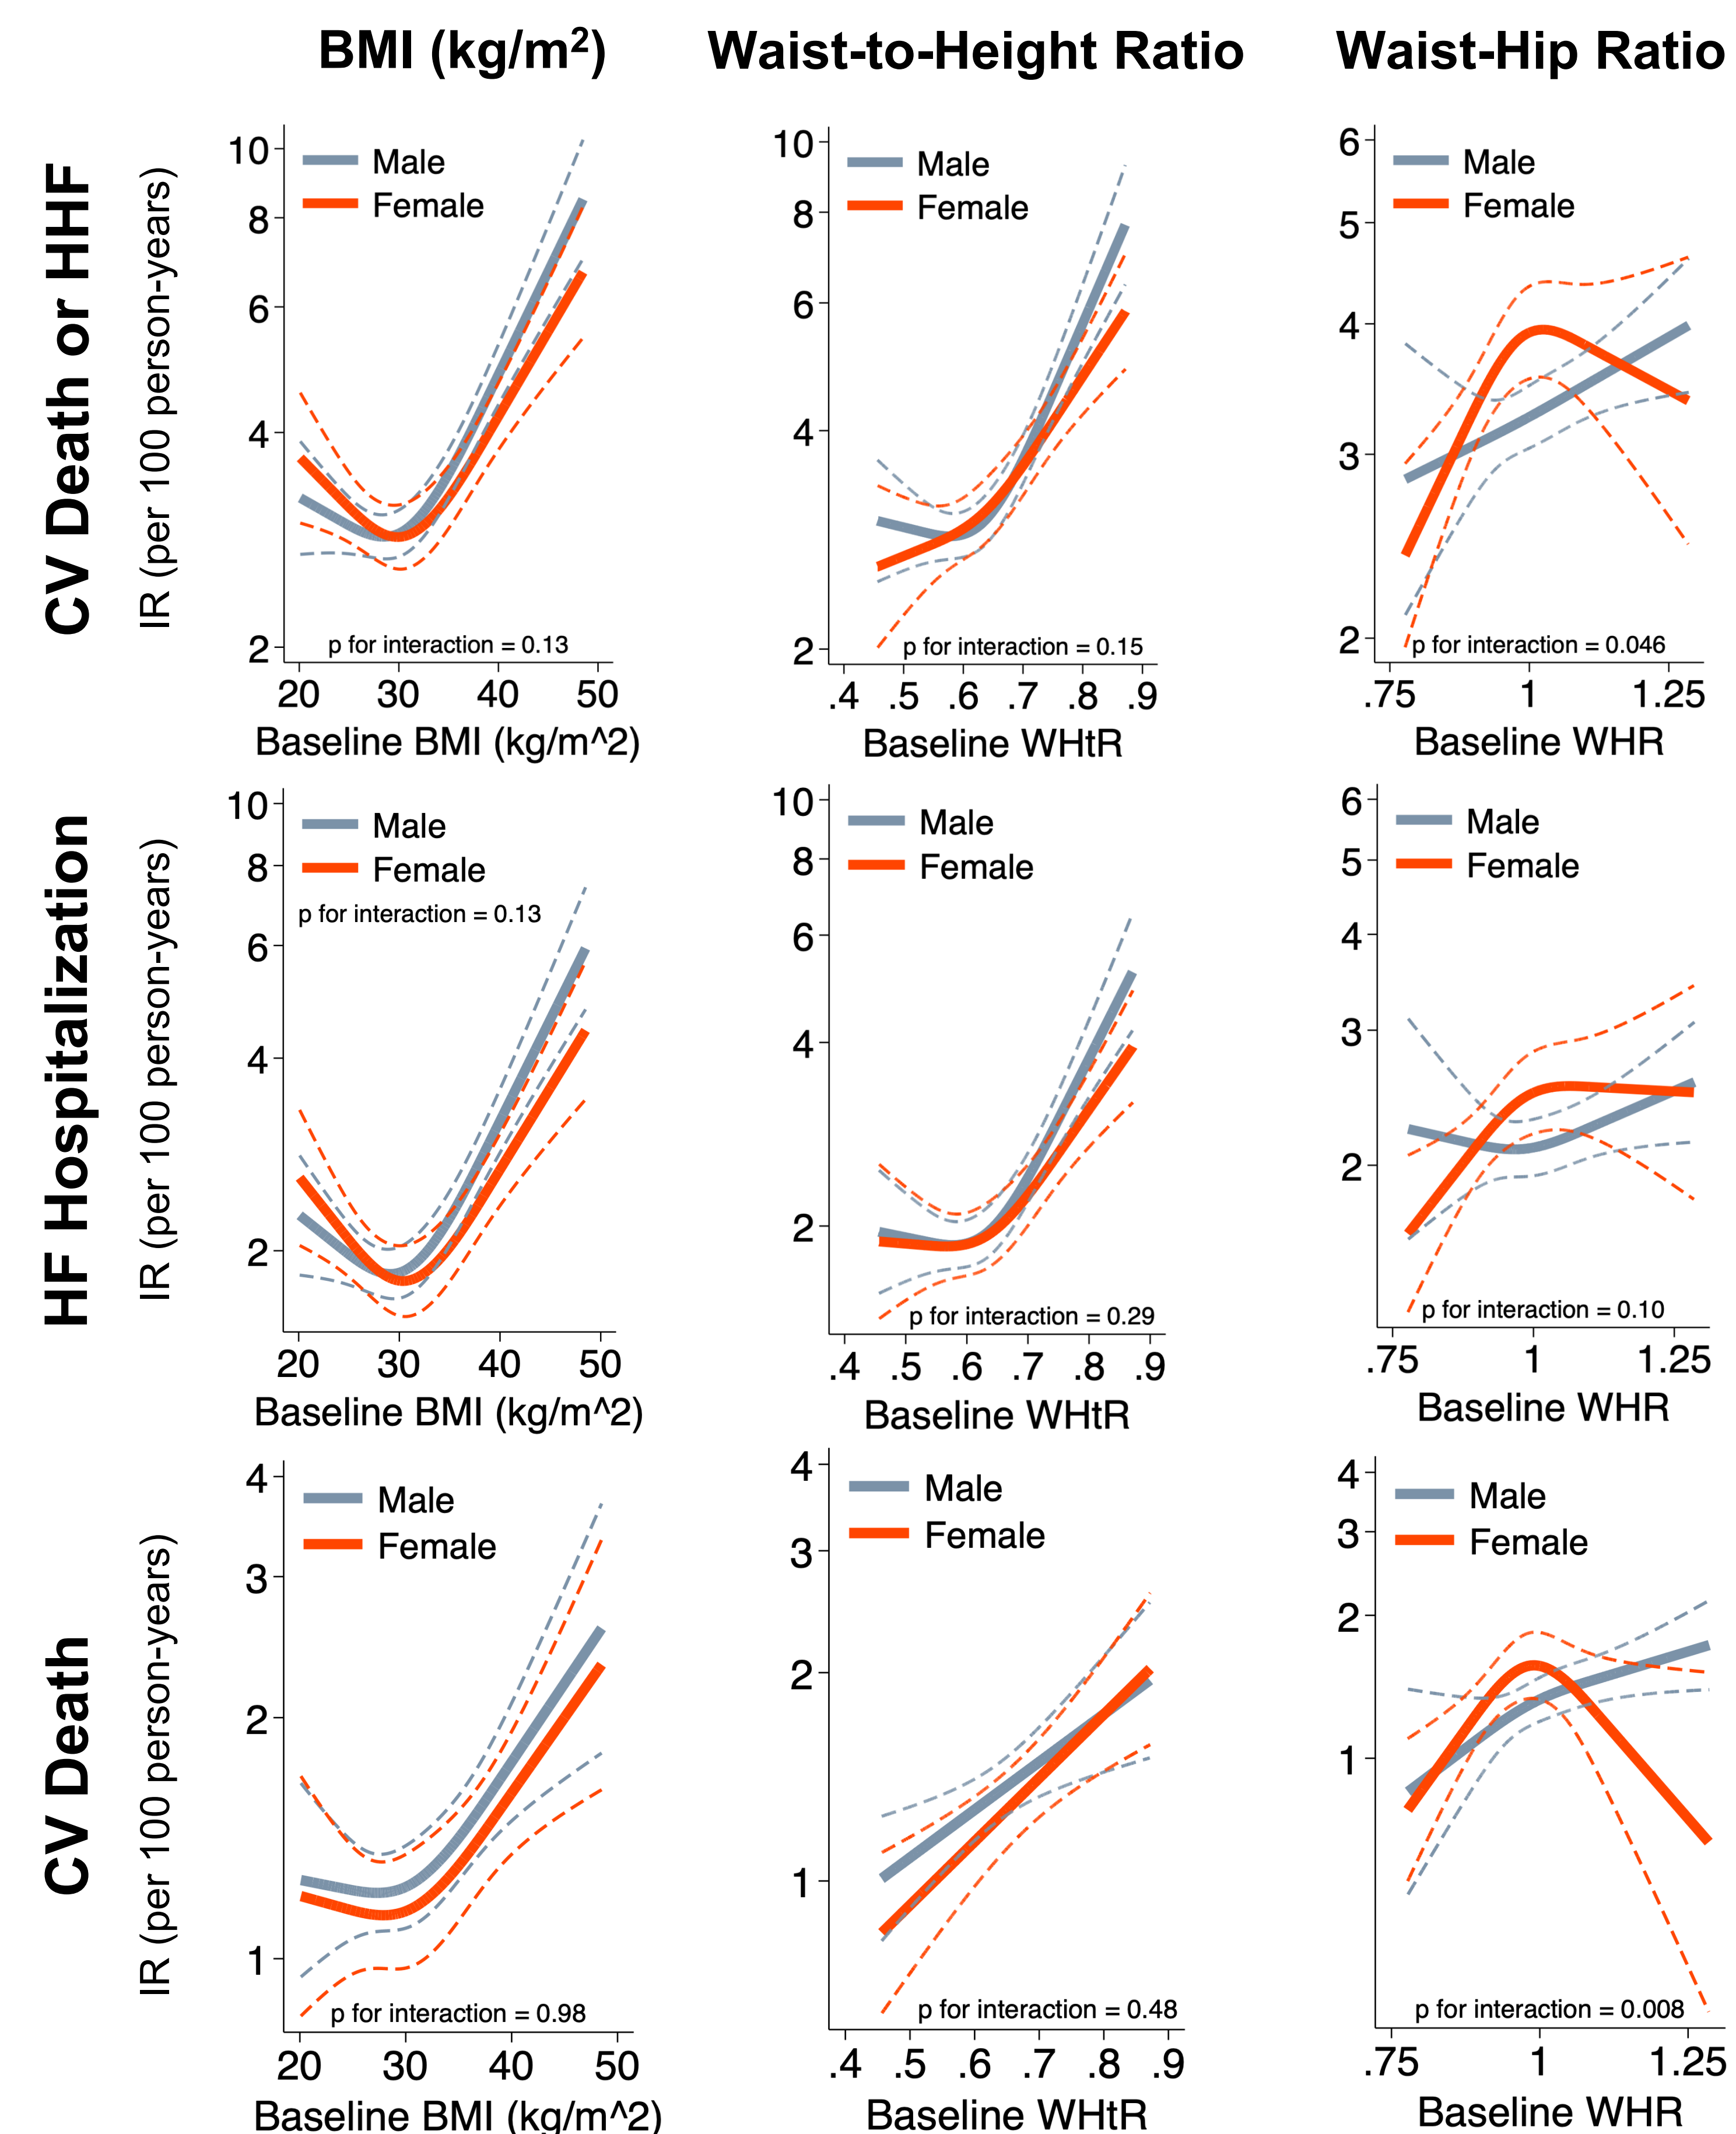 BMI (kg/m²) Waist-to-Height Ratio Waist-Hip Ratio
CV Death or HHF
IR (per 100 person-years)
10
8
6
4
2
Male
Female
p for interaction = 0.13
20 30 40 50
Baseline BMI (kg/m^2)
10
8
6
4
2
Male
Female
p for interaction = 0.15
.4 .5 .6 .7 .8 .9
Baseline WHtR
6
5
4
3
2
Male
Female
p for interaction = 0.046
.75 1 1.25
Baseline WHR
HF Hospitalization
IR (per 100 person-years)
10
8
6
4
2
Male
Female
p for interaction = 0.13
20 30 40 50
Baseline BMI (kg/m^2)
10
8
6
4
2
Male
Female
p for interaction = 0.29
.4 .5 .6 .7 .8 .9
Baseline WHtR
6
5
4
3
2
Male
Female
p for interaction = 0.10
.75 1 1.25
Baseline WHR
CV Death
IR (per 100 person-years)
4
3
2
1
Male
Female
p for interaction = 0.98
20 30 40 50
Baseline BMI (kg/m^2)
4
3
2
1
Male
Female
p for interaction = 0.48
.4 .5 .6 .7 .8 .9
Baseline WHtR
4
3
2
1
Male
Female
p for interaction = 0.008
.75 1 1.25
Baseline WHR